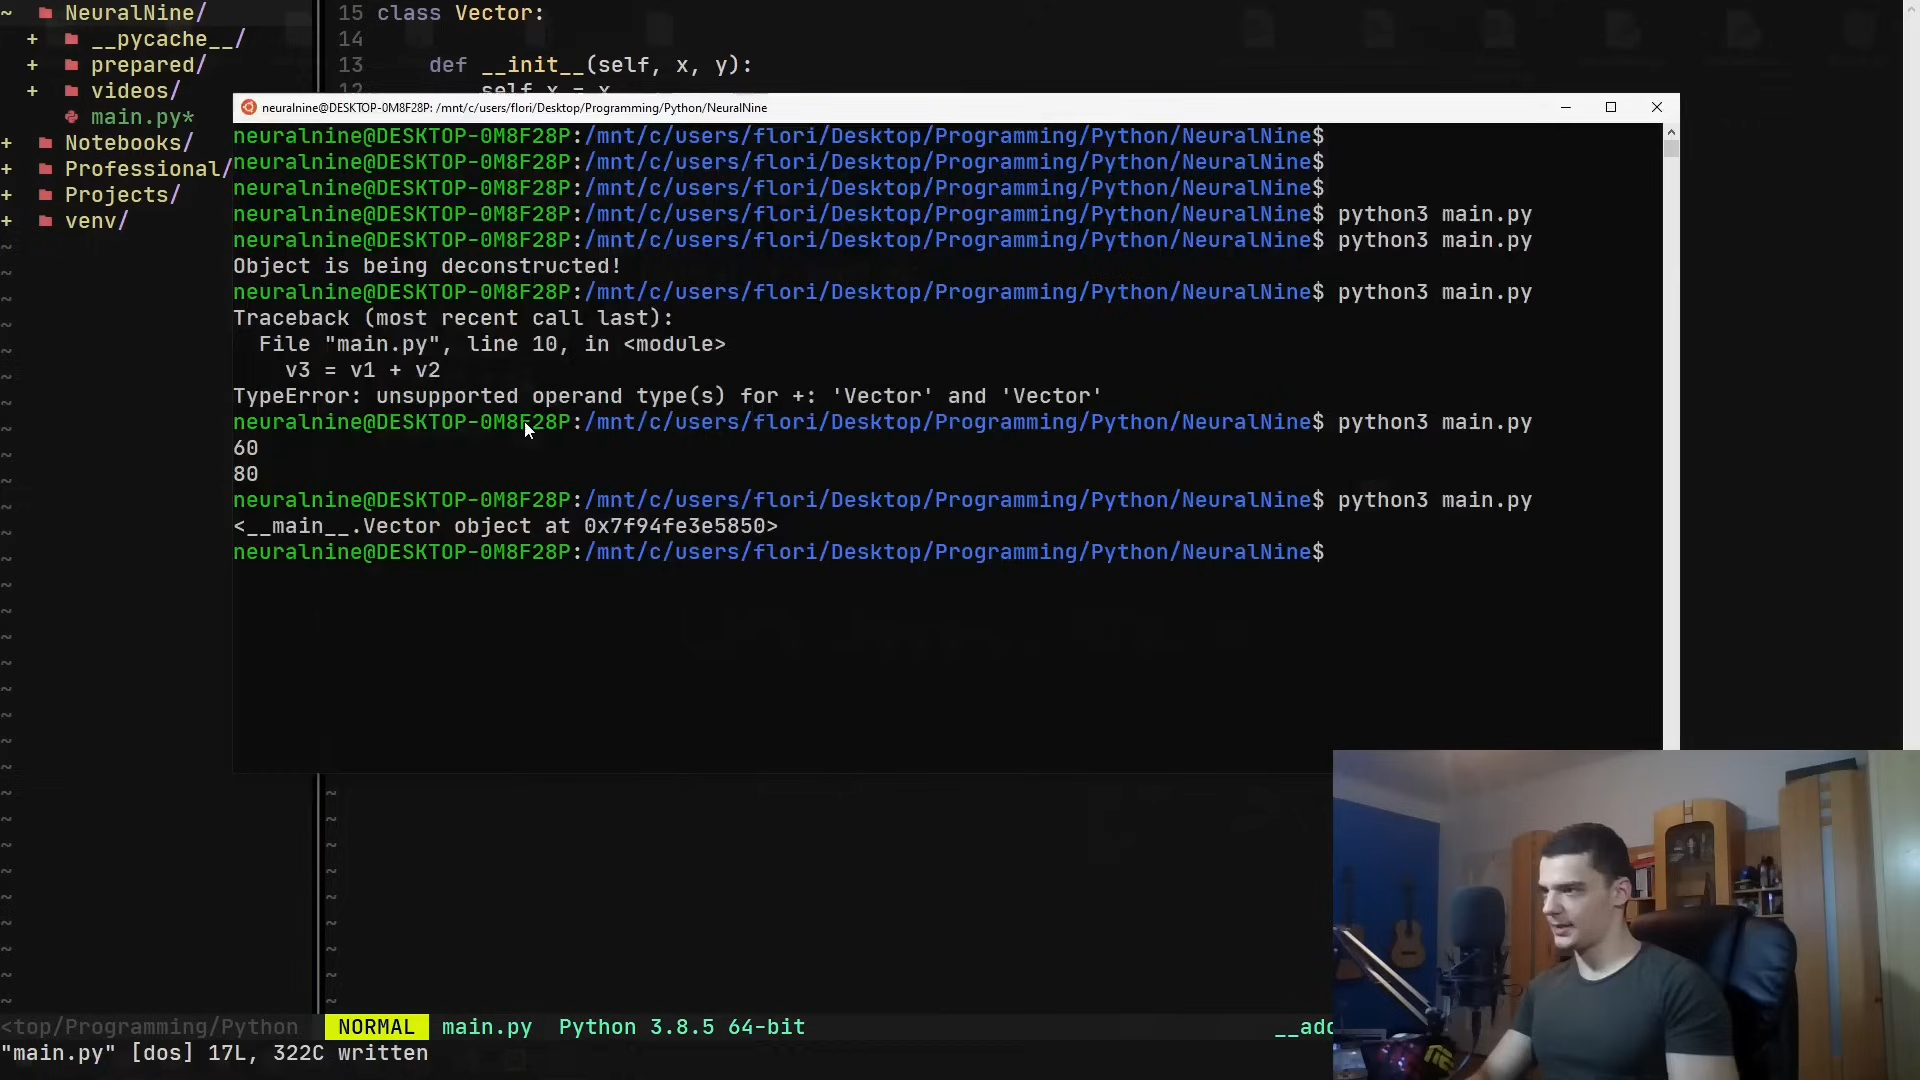 ~ NeuralNine/
+ __pycache__/
+ prepared/
+ videos/
main.py*
+ Notebooks/
+ Professional/
+ Projects/
+ venv/
15 class Vector:
14
13 def __init__(self, x, y):
12 self.x = x
neuralnine@DESKTOP-0M8F28P: /mnt/c/users/flori/Desktop/Programming/Python/NeuralNine
neuralnine@DESKTOP-0M8F28P:/mnt/c/users/flori/Desktop/Programming/Python/NeuralNine$
neuralnine@DESKTOP-0M8F28P:/mnt/c/users/flori/Desktop/Programming/Python/NeuralNine$
neuralnine@DESKTOP-0M8F28P:/mnt/c/users/flori/Desktop/Programming/Python/NeuralNine$
neuralnine@DESKTOP-0M8F28P:/mnt/c/users/flori/Desktop/Programming/Python/NeuralNine$ python3 main.py
neuralnine@DESKTOP-0M8F28P:/mnt/c/users/flori/Desktop/Programming/Python/NeuralNine$ python3 main.py
Object is being deconstructed!
neuralnine@DESKTOP-0M8F28P:/mnt/c/users/flori/Desktop/Programming/Python/NeuralNine$ python3 main.py
Traceback (most recent call last):
File "main.py", line 10, in <module>
v3 = v1 + v2
TypeError: unsupported operand type(s) for +: 'Vector' and 'Vector'
neuralnine@DESKTOP-0M8F28P:/mnt/c/users/flori/Desktop/Programming/Python/NeuralNine$ python3 main.py
60
80
neuralnine@DESKTOP-0M8F28P:/mnt/c/users/flori/Desktop/Programming/Python/NeuralNine$ python3 main.py
<__main__.Vector object at 0x7f94fe3e5850>
neuralnine@DESKTOP-0M8F28P:/mnt/c/users/flori/Desktop/Programming/Python/NeuralNine$
<top/Programming/Python NORMAL main.py Python 3.8.5 64-bit __add
"main.py" [dos] 17L, 322C written